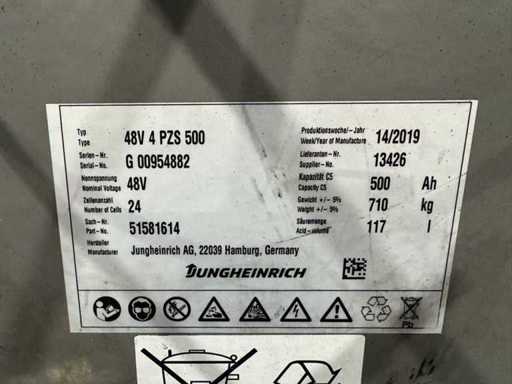 Typ
Type
48V 4 PZS 500
Produktionswoche/- Jahr
Week/Year of Manufacture
14/2019
Serien- Nr.
Serial- No.
G 00954882
Lieferanten- Nr.
Supplier- No.
13426
Nennspannung
Nominal Voltage
48V
Kapazität C5
Capacity C5
500 Ah
Zellenanzahl
Number of Cells
24
Gewicht +/- 5%
Weight +/- 5%
710 kg
Sach- Nr.
Part- No.
51581614
Säuremenge
Acid- volume
117 l
Hersteller
Manufacturer
Jungheinrich AG, 22039 Hamburg, Germany
JUNGHEINRICH
Pb